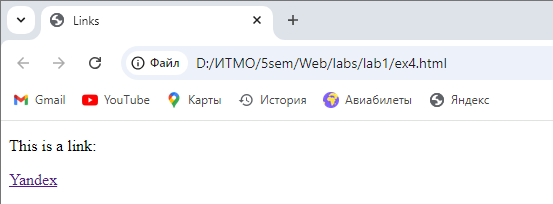 Links
Файл D:/ИТМО/5sem/Web/labs/lab1/ex4.html
Gmail YouTube Карты История Авиабилеты Яндекс
This is a link:
Yandex